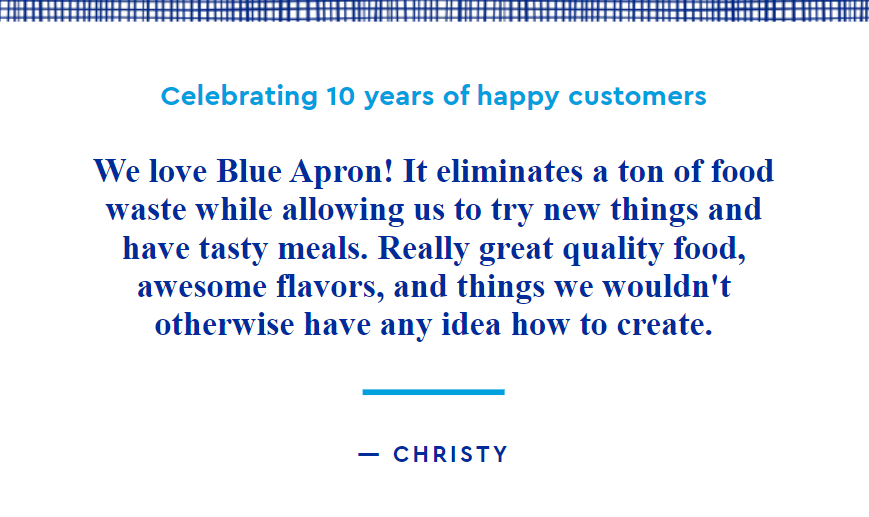 Celebrating 10 years of happy customers
We love Blue Apron! It eliminates a ton of food
waste while allowing us to try new things and
have tasty meals. Really great quality food,
awesome flavors, and things we wouldn't
otherwise have any idea how to create.
— CHRISTY